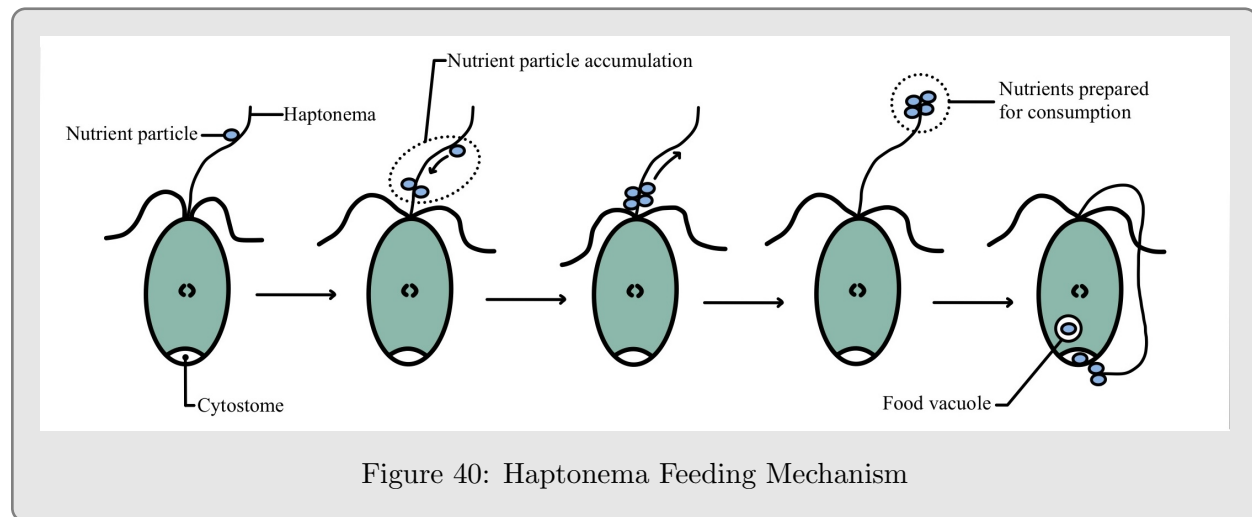 Nutrient particle accumulation
Nutrients prepared
for consumption
Haptonema
Nutrient particle
Cytostome
Food vacuole
Figure 40: Haptonema Feeding Mechanism